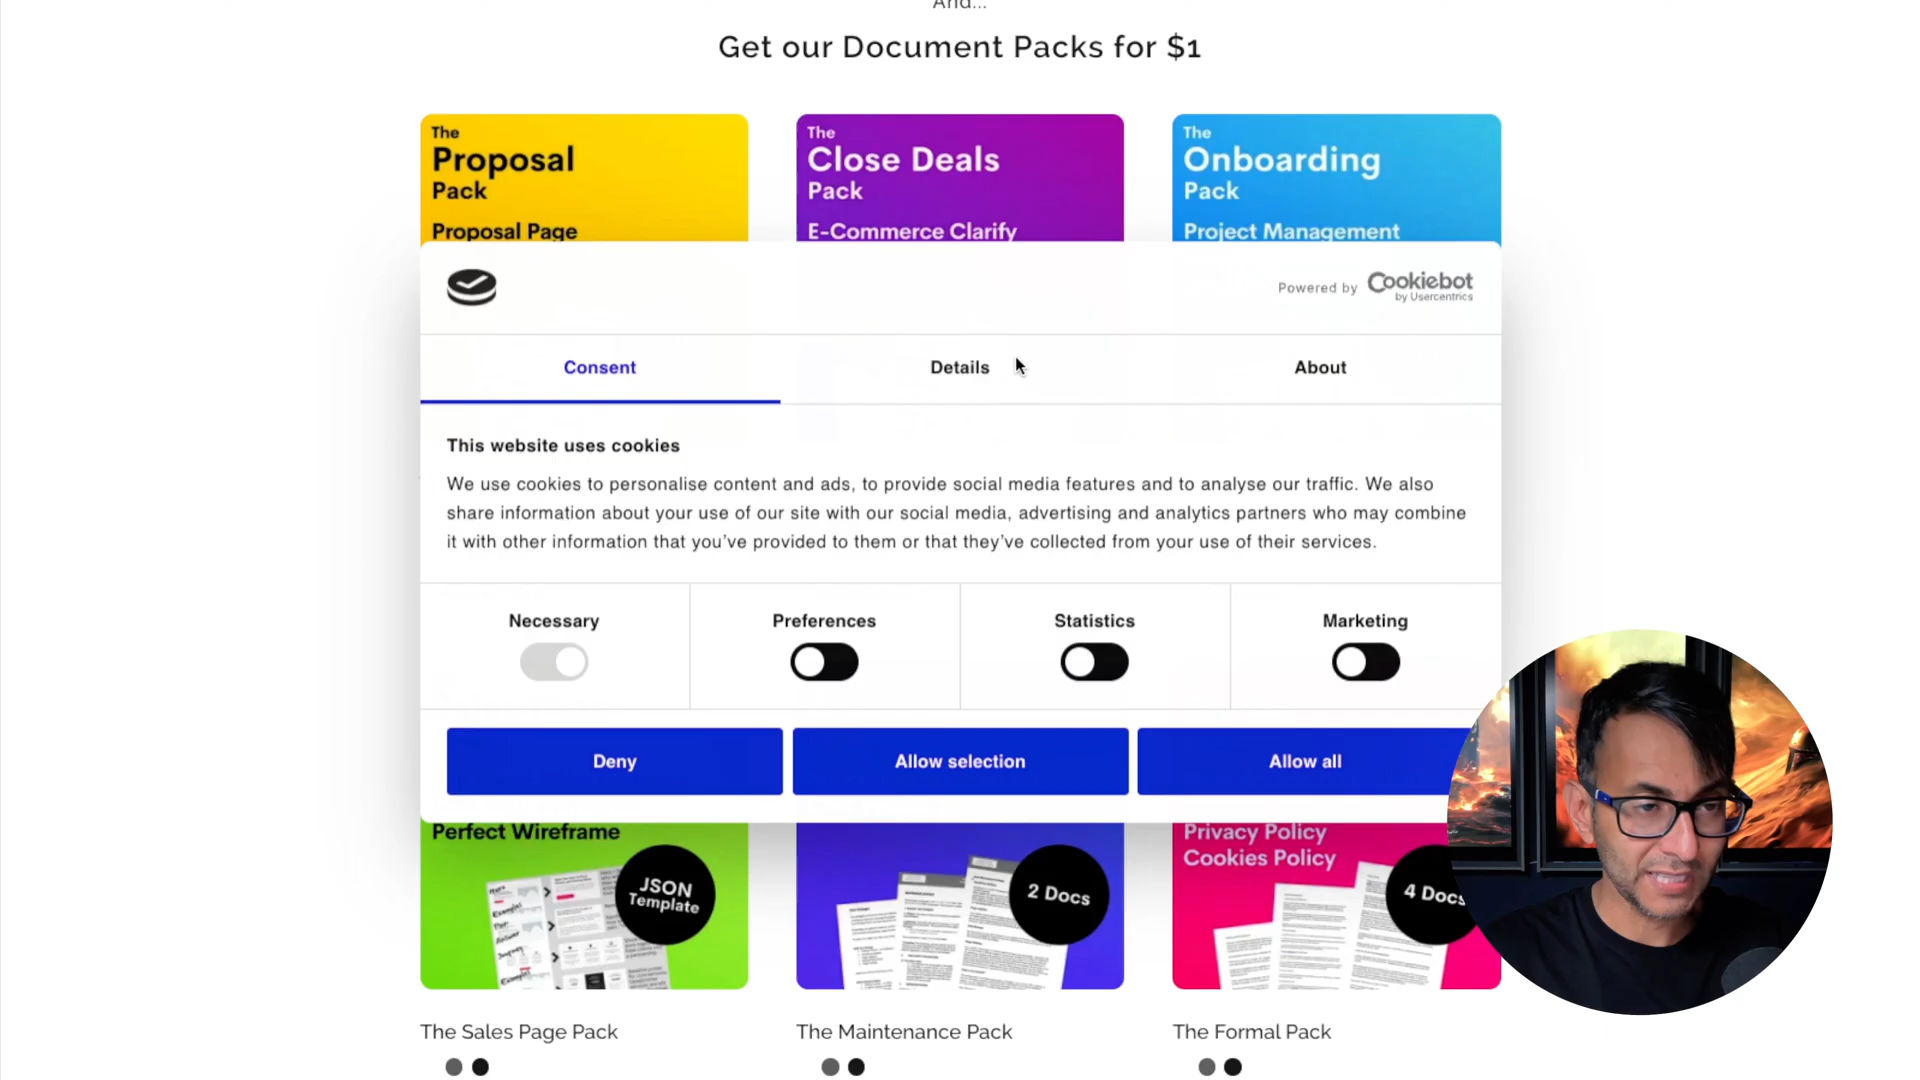 And...
Get our Document Packs for $1
The
Proposal
Pack
Proposal Page
The
Close Deals
Pack
E-Commerce Clarify
The
Onboarding
Pack
Project Management
Powered by Cookiebot
by Usercentrics
Consent
Details
About
This website uses cookies
We use cookies to personalise content and ads, to provide social media features and to analyse our traffic. We also
share information about your use of our site with our social media, advertising and analytics partners who may combine
it with other information that you've provided to them or that they've collected from your use of their services.
Necessary
Preferences
Statistics
Marketing
Deny
Allow selection
Allow all
Perfect Wireframe
JSON
Template
2 Docs
Privacy Policy
Cookies Policy
4 Docs
The Sales Page Pack
The Maintenance Pack
The Formal Pack